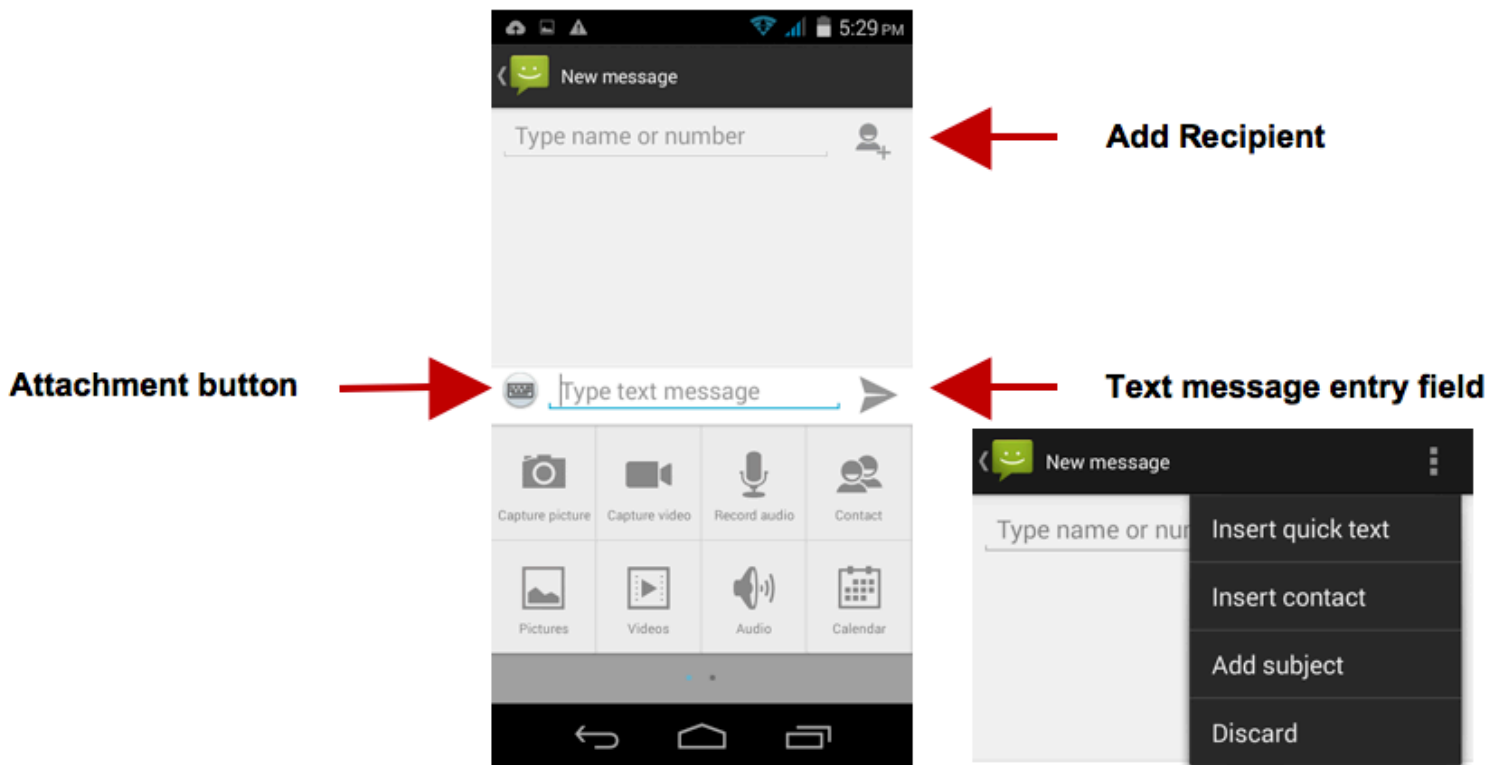 5:29 PM
New message
Type name or number
Add Recipient
Attachment button
Type text message
Text message entry field
Capture picture
Capture video
Record audio
Contact
Pictures
Videos
Audio
Calendar
New message
Type name or nur
Insert quick text
Insert contact
Add subject
Discard